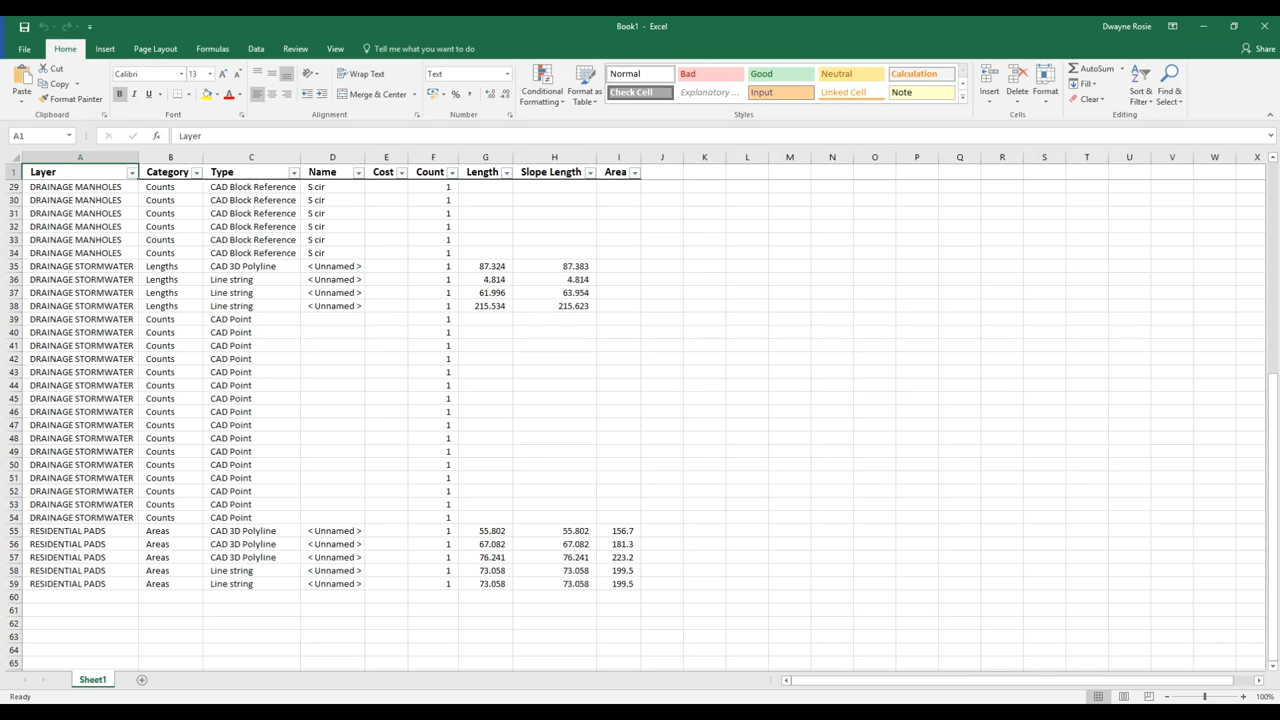 Book1 - Excel
Dwayne Rosie
File Home Insert Page Layout Formulas Data Review View Tell me what you want to do Share
Paste Cut Copy Format Painter
Clipboard
Calibri 13
B I U
Font
Wrap Text
Merge & Center
Alignment
Text
Number
Conditional Formatting
Format as Table
Normal Bad Good Neutral Calculation
Check Cell Explanatory ... Input Linked Cell Note
Styles
Insert Delete Format
Cells
AutoSum
Fill
Clear
Sort & Filter
Find & Select
Editing
A1 fx Layer
A B C D E F G H I J K L M N O P Q R S T U V W X
1 Layer Category Type Name Cost Count Length Slope Length Area
29 DRAINAGE MANHOLES Counts CAD Block Reference S cir 1
30 DRAINAGE MANHOLES Counts CAD Block Reference S cir 1
31 DRAINAGE MANHOLES Counts CAD Block Reference S cir 1
32 DRAINAGE MANHOLES Counts CAD Block Reference S cir 1
33 DRAINAGE MANHOLES Counts CAD Block Reference S cir 1
34 DRAINAGE MANHOLES Counts CAD Block Reference S cir 1
35 DRAINAGE STORMWATER Lengths CAD 3D Polyline < Unnamed > 1 87.324 87.383
36 DRAINAGE STORMWATER Lengths Line string < Unnamed > 1 4.814 4.814
37 DRAINAGE STORMWATER Lengths Line string < Unnamed > 1 61.996 63.954
38 DRAINAGE STORMWATER Lengths Line string < Unnamed > 1 215.534 215.623
39 DRAINAGE STORMWATER Counts CAD Point 1
40 DRAINAGE STORMWATER Counts CAD Point 1
41 DRAINAGE STORMWATER Counts CAD Point 1
42 DRAINAGE STORMWATER Counts CAD Point 1
43 DRAINAGE STORMWATER Counts CAD Point 1
44 DRAINAGE STORMWATER Counts CAD Point 1
45 DRAINAGE STORMWATER Counts CAD Point 1
46 DRAINAGE STORMWATER Counts CAD Point 1
47 DRAINAGE STORMWATER Counts CAD Point 1
48 DRAINAGE STORMWATER Counts CAD Point 1
49 DRAINAGE STORMWATER Counts CAD Point 1
50 DRAINAGE STORMWATER Counts CAD Point 1
51 DRAINAGE STORMWATER Counts CAD Point 1
52 DRAINAGE STORMWATER Counts CAD Point 1
53 DRAINAGE STORMWATER Counts CAD Point 1
54 DRAINAGE STORMWATER Counts CAD Point 1
55 RESIDENTIAL PADS Areas CAD 3D Polyline < Unnamed > 1 55.802 55.802 156.7
56 RESIDENTIAL PADS Areas CAD 3D Polyline < Unnamed > 1 67.082 67.082 181.3
57 RESIDENTIAL PADS Areas CAD 3D Polyline < Unnamed > 1 76.241 76.241 223.2
58 RESIDENTIAL PADS Areas Line string < Unnamed > 1 73.058 73.058 199.5
59 RESIDENTIAL PADS Areas Line string < Unnamed > 1 73.058 73.058 199.5
60
61
62
63
64
65
Sheet1
Ready
100%